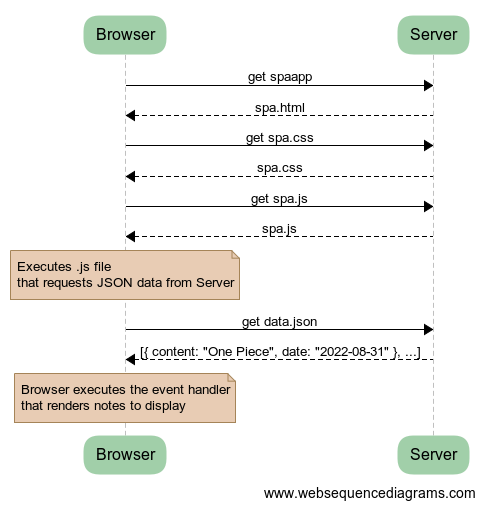 Browser Server
get spaapp
spa.html
get spa.css
spa.css
get spa.js
spa.js
Executes .js file
that requests JSON data from Server
get data.json
[{ content: "One Piece", date: "2022-08-31" }, ...]
Browser executes the event handler
that renders notes to display
Browser Server
www.websequencediagrams.com